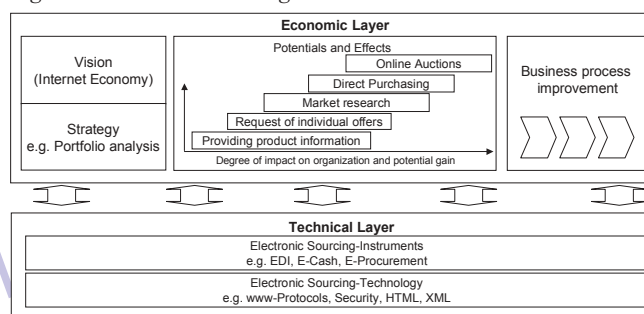 Economic Layer
Vision
(Internet Economy)
Strategy
e.g. Portfolio analysis
Potentials and Effects
Online Auctions
Direct Purchasing
Market research
Request of individual offers
Providing product information
Degree of impact on organization and potential gain
Business process
improvement
Technical Layer
Electronic Sourcing-Instruments
e.g. EDI, E-Cash, E-Procurement
Electronic Sourcing-Technology
e.g. www-Protocols, Security, HTML, XML